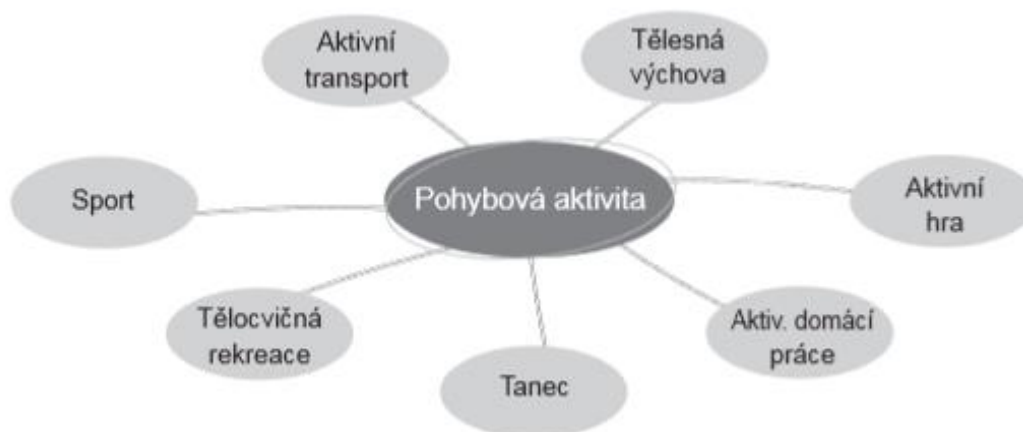 Aktivní
transport
Tělesná
výchova
Sport
Pohybová aktivita
Aktivní
hra
Tělocvičná
rekreace
Tanec
Aktiv. domácí
práce